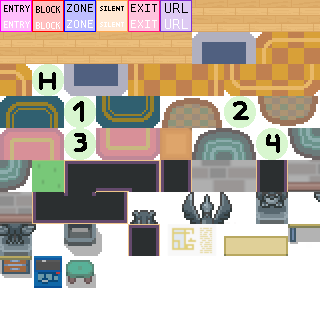 ENTRY BLOCK ZONE SILENT EXIT URL
ENTRY BLOCK ZONE SILENT EXIT URL
H
1 2
3 4